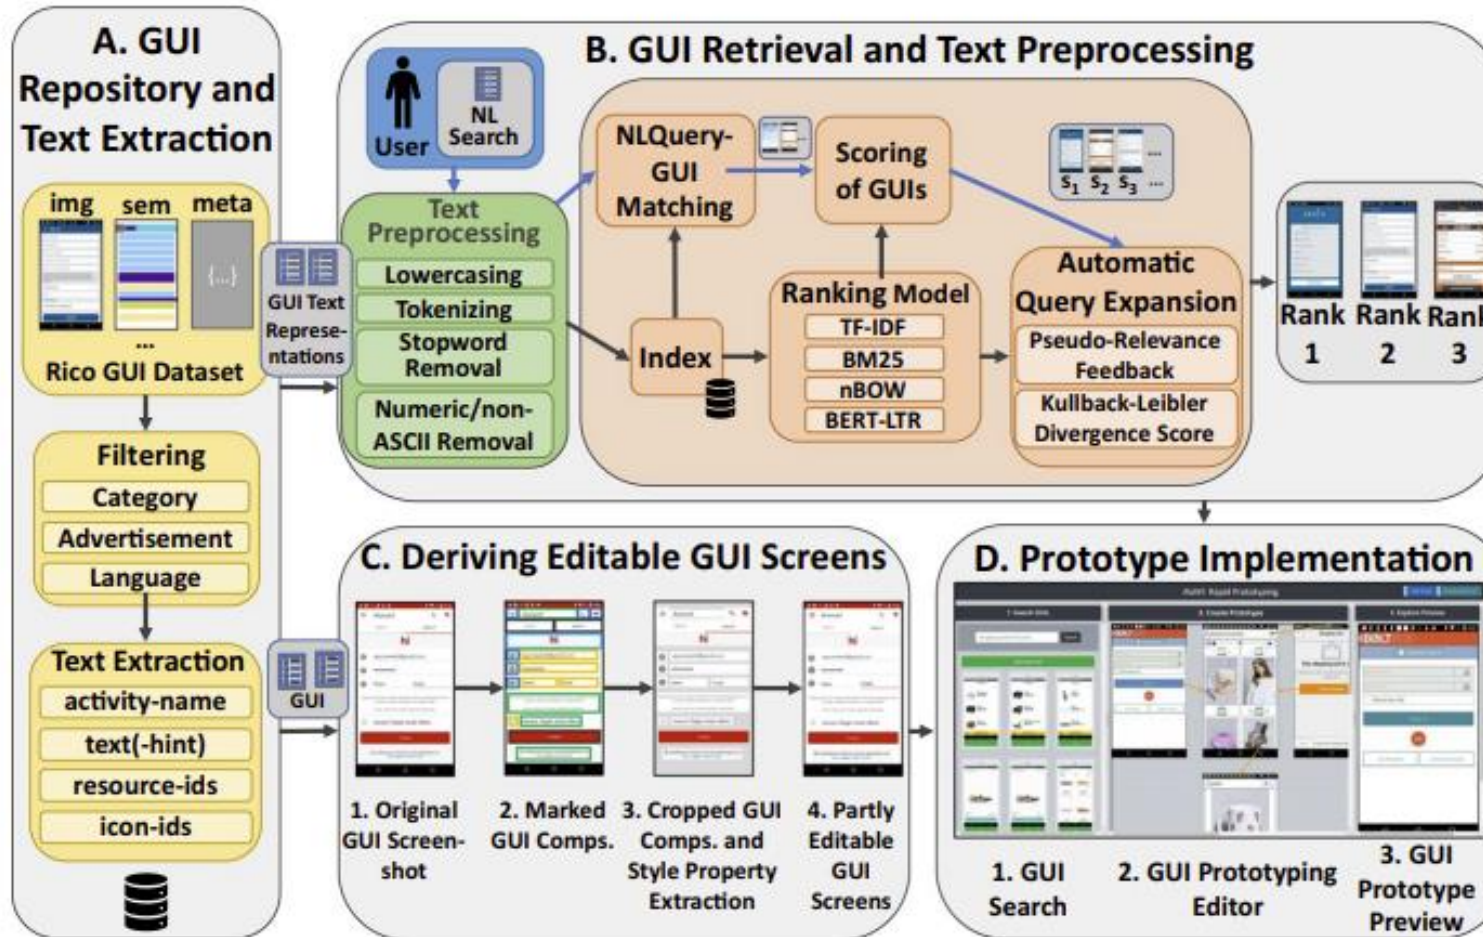 A. GUI
Repository and
Text Extraction
img sem meta
{...}
...
Rico GUI Dataset
Filtering
Category
Advertisement
Language
Text Extraction
activity-name
text(-hint)
resource-ids
icon-ids
GUI Text
Represe-
ntations
GUI
B. GUI Retrieval and Text Preprocessing
User
NL
Search
Text
Preprocessing
Lowercasing
Tokenizing
Stopword
Removal
Numeric/non-
ASCII Removal
NLQuery-
GUI
Matching
...
Scoring
of GUIs
...
S1 S2 S3 ...
Index
Ranking Model
TF-IDF
BM25
nBOW
BERT-LTR
Automatic
Query Expansion
Pseudo-Relevance
Feedback
Kullback-Leibler
Divergence Score
Rank Rank Rank
1 2 3
C. Deriving Editable GUI Screens
1. Original
GUI Screen-
shot
2. Marked
GUI Comps.
3. Cropped GUI
Comps. and
Style Property
Extraction
4. Partly
Editable
GUI
Screens
D. Prototype Implementation
Rapid Prototyping
1. GUI
Search
2. GUI Prototyping
Editor
3. GUI
Prototype
Preview